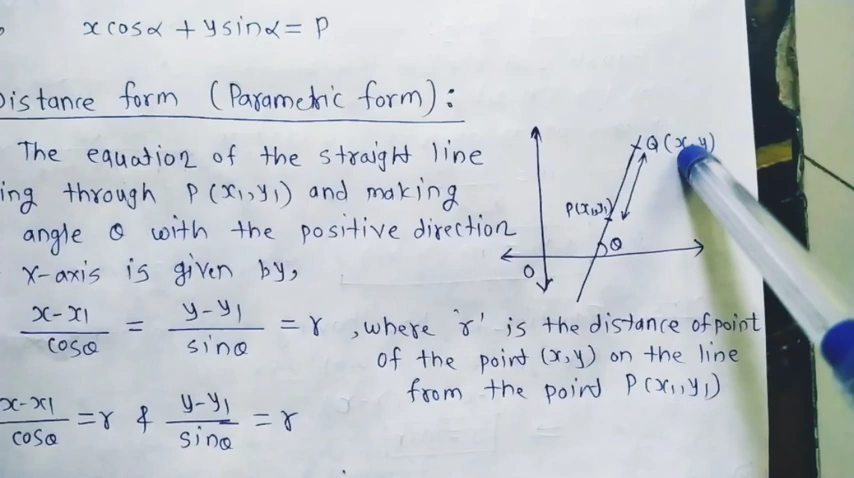 x cosα + y sinα = P
Distance form (Parametric form):
The equation of the straight line
ing through P(x₁,y₁) and making
angle θ with the positive direction
X-axis is given by,
x-x1/cosθ = y-y1/sinθ = r , where 'r' is the distance of point
of the point (x,y) on the line
from the point P(x₁,y₁)
x-x1/cosθ = r & y-y1/sinθ = r
Q(x,y)
P(x₁,y₁)
θ
O